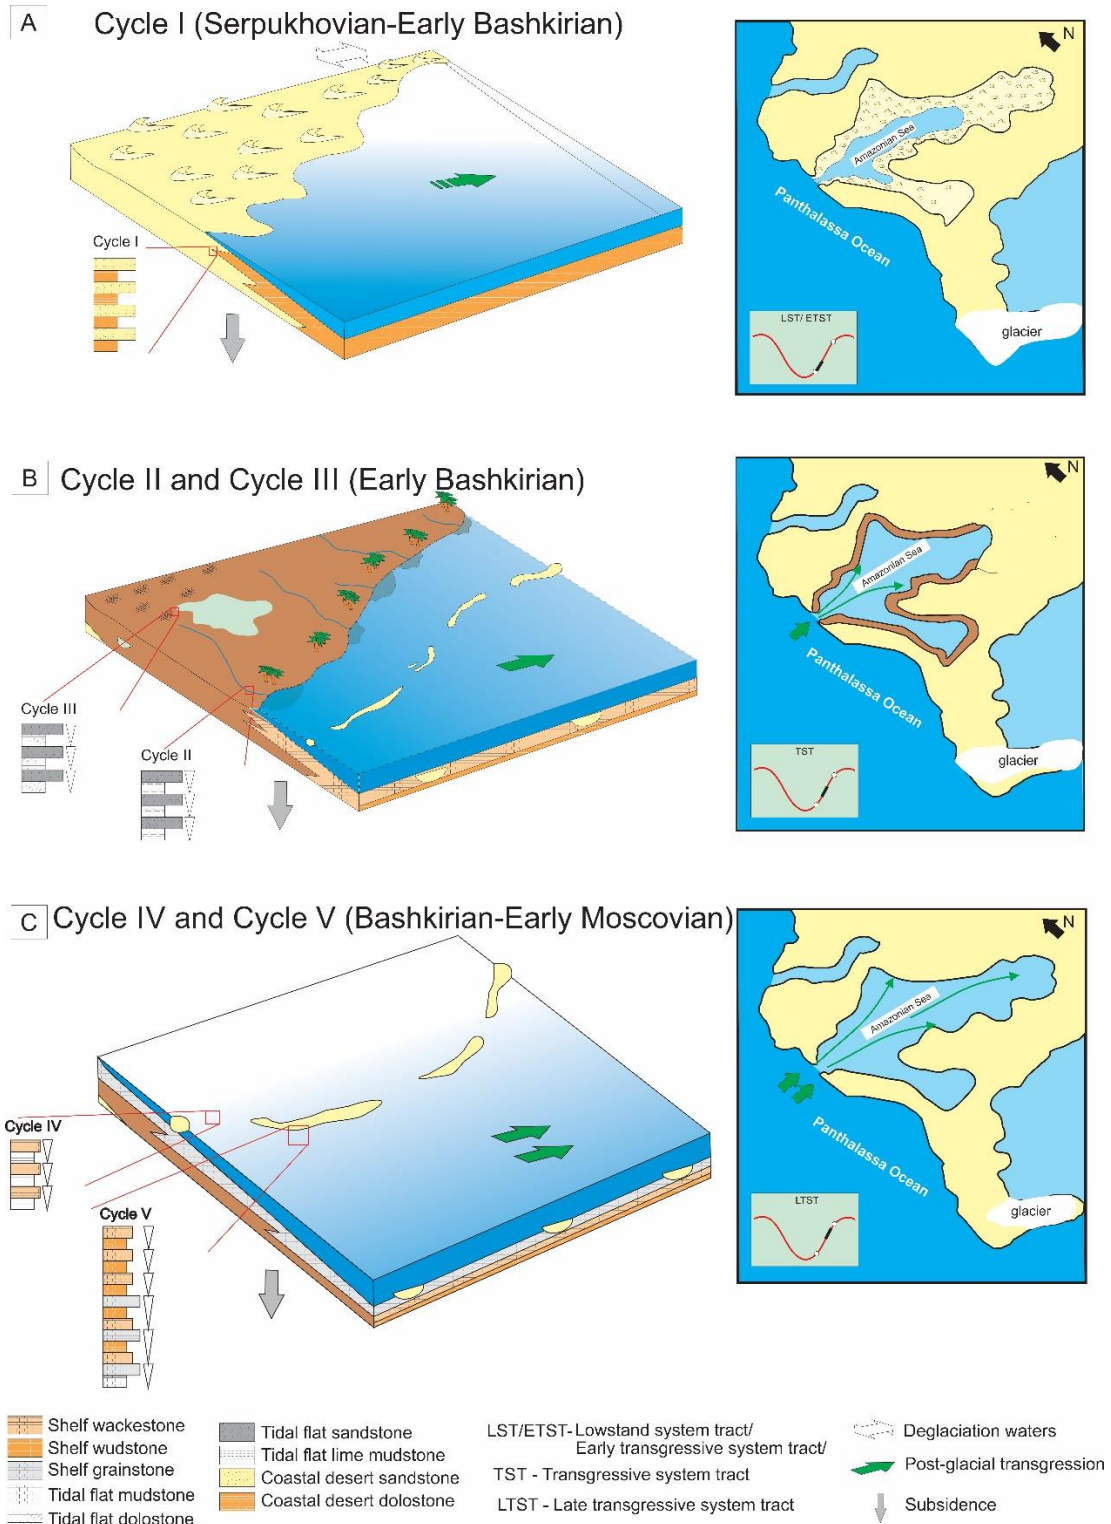 A
Cycle I (Serpukhovian-Early Bashkirian)
N
Amazonian Sea
Panthalassa Ocean
Cycle I
LST/ ETST
glacier
B
Cycle II and Cycle III (Early Bashkirian)
N
Amazonian Sea
Panthalassa Ocean
Cycle III
Cycle II
TST
glacier
C
Cycle IV and Cycle V (Bashkirian-Early Moscovian)
N
Amazonian Sea
Panthalassa Ocean
Cycle IV
Cycle V
LTST
glacier
Shelf wackestone
Shelf wudstone
Shelf grainstone
Tidal flat mudstone
Tidal flat dolostone
Tidal flat sandstone
Tidal flat lime mudstone
Coastal desert sandstone
Coastal desert dolostone
LST/ETST- Lowstand system tract/
Early transgressive system tract/
TST - Transgressive system tract
LTST - Late transgressive system tract
Deglaciation waters
Post-glacial transgression
Subsidence